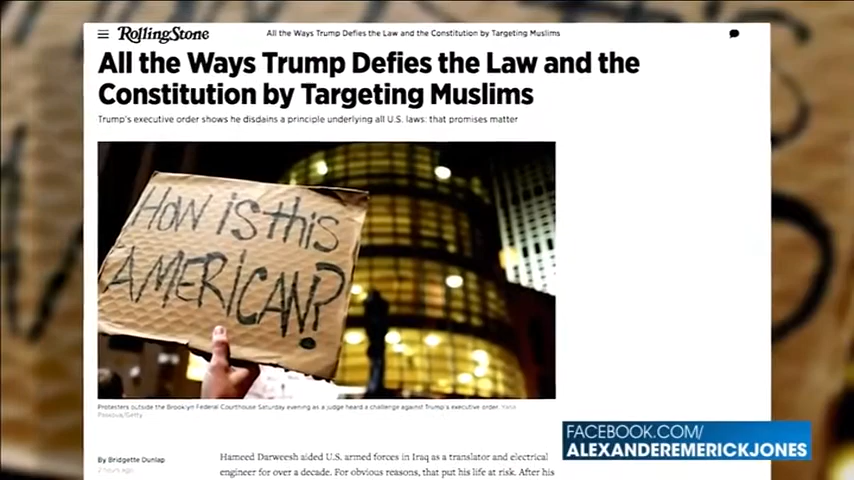 RollingStone
All the Ways Trump Defies the Law and the Constitution by Targeting Muslims
All the Ways Trump Defies the Law and the
Constitution by Targeting Muslims
Trump's executive order shows he disdains a principle underlying all U.S. laws: that promises matter
HOW IS this
AMERICAN?
Protesters outside the Brooklyn Federal Courthouse Saturday evening as a judge heard a challenge against Trump's executive order.
By Bridgette Dunlap
2 hours ago
Hameed Darweesh aided U.S. armed forces in Iraq as a translator and electrical
engineer for over a decade. For obvious reasons, that put his life at risk. After his
FACEBOOK.COM/
ALEXANDEREMERICKJONES